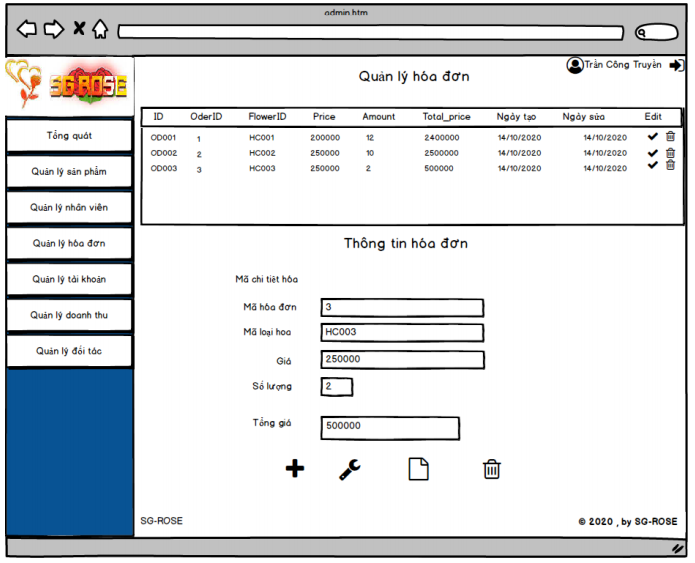 admin.htm
SG-ROSE
Trần Công Truyền
Quản lý hóa đơn
ID OderID FlowerID Price Amount Total_price Ngày tạo Ngày sửa Edit
OD001 1 HC001 200000 12 2400000 14/10/2020 14/10/2020
OD002 2 HC002 250000 10 2500000 14/10/2020 14/10/2020
OD003 3 HC003 250000 2 500000 14/10/2020 14/10/2020
Tổng quát
Quản lý sản phẩm
Quản lý nhân viên
Quản lý hóa đơn
Quản lý tài khoản
Quản lý doanh thu
Quản lý đối tác
Thông tin hóa đơn
Mã chi tiết hóa
Mã hóa đơn 3
Mã loại hoa HC003
Giá 250000
Số lượng 2
Tổng giá 500000
SG-ROSE
© 2020 , by SG-ROSE